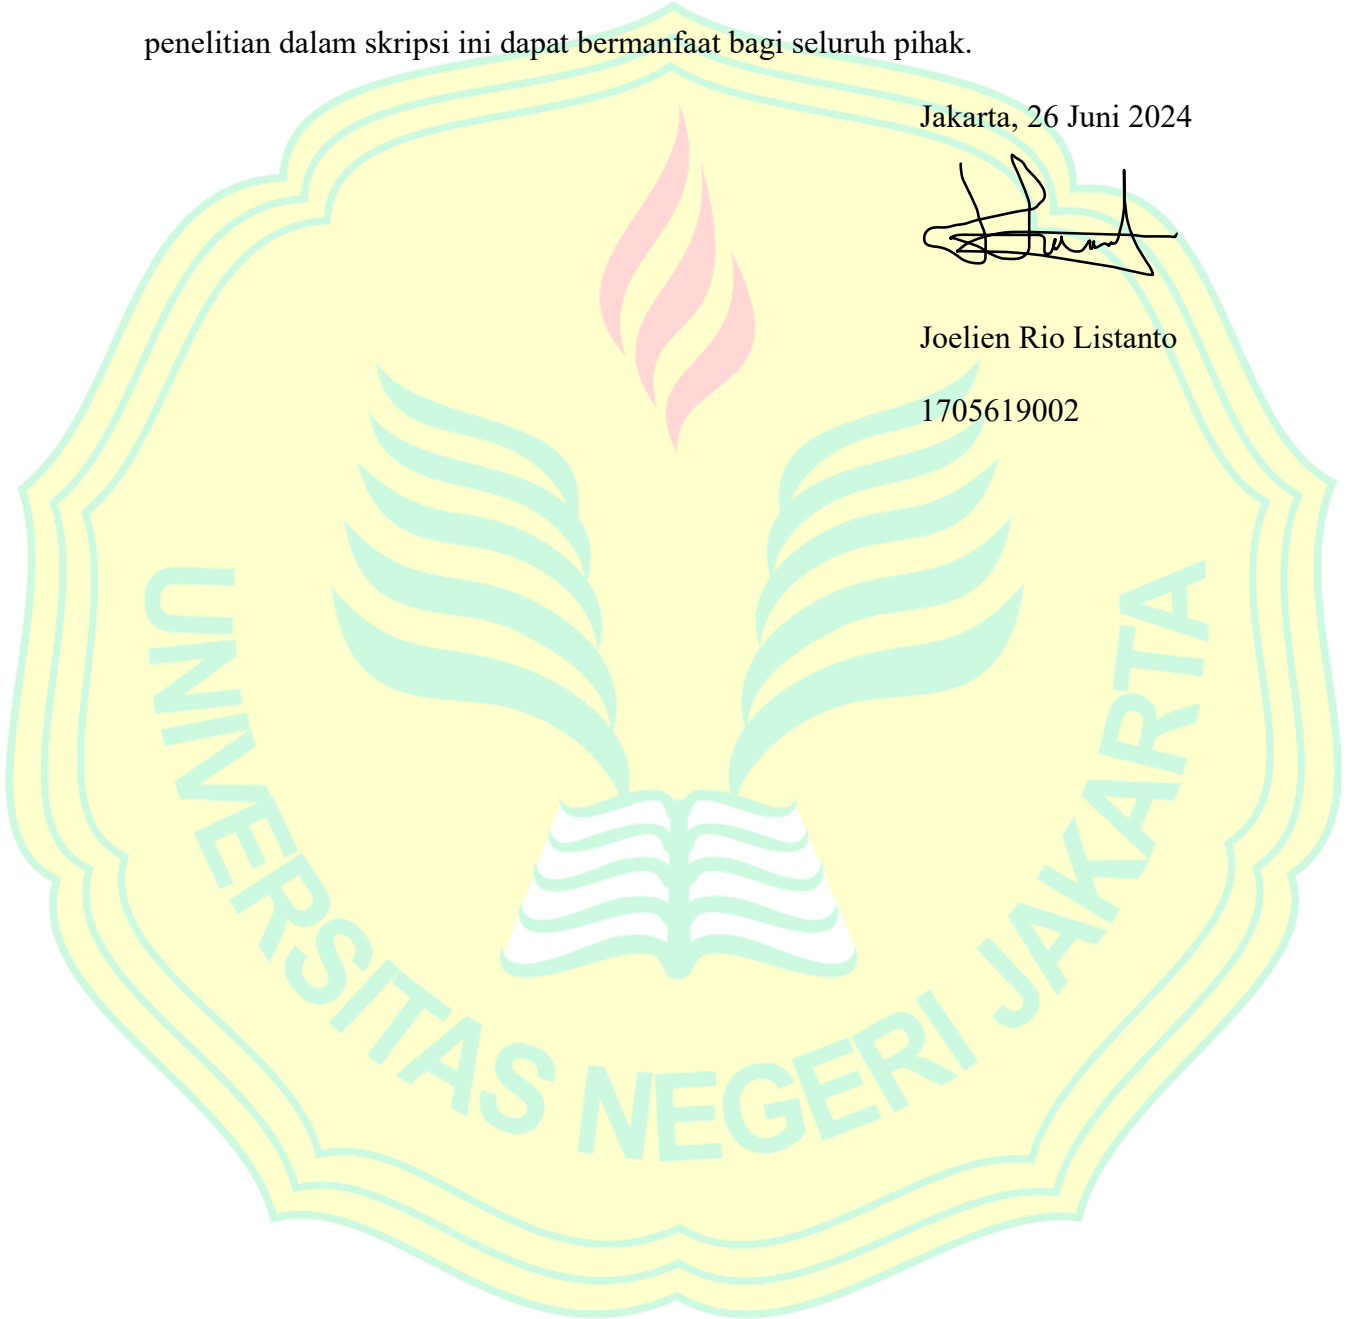 penelitian dalam skripsi ini dapat bermanfaat bagi seluruh pihak.
Jakarta, 26 Juni 2024
Joelien Rio Listanto
1705619002
UNIVERSITAS NEGERI JAKARTA